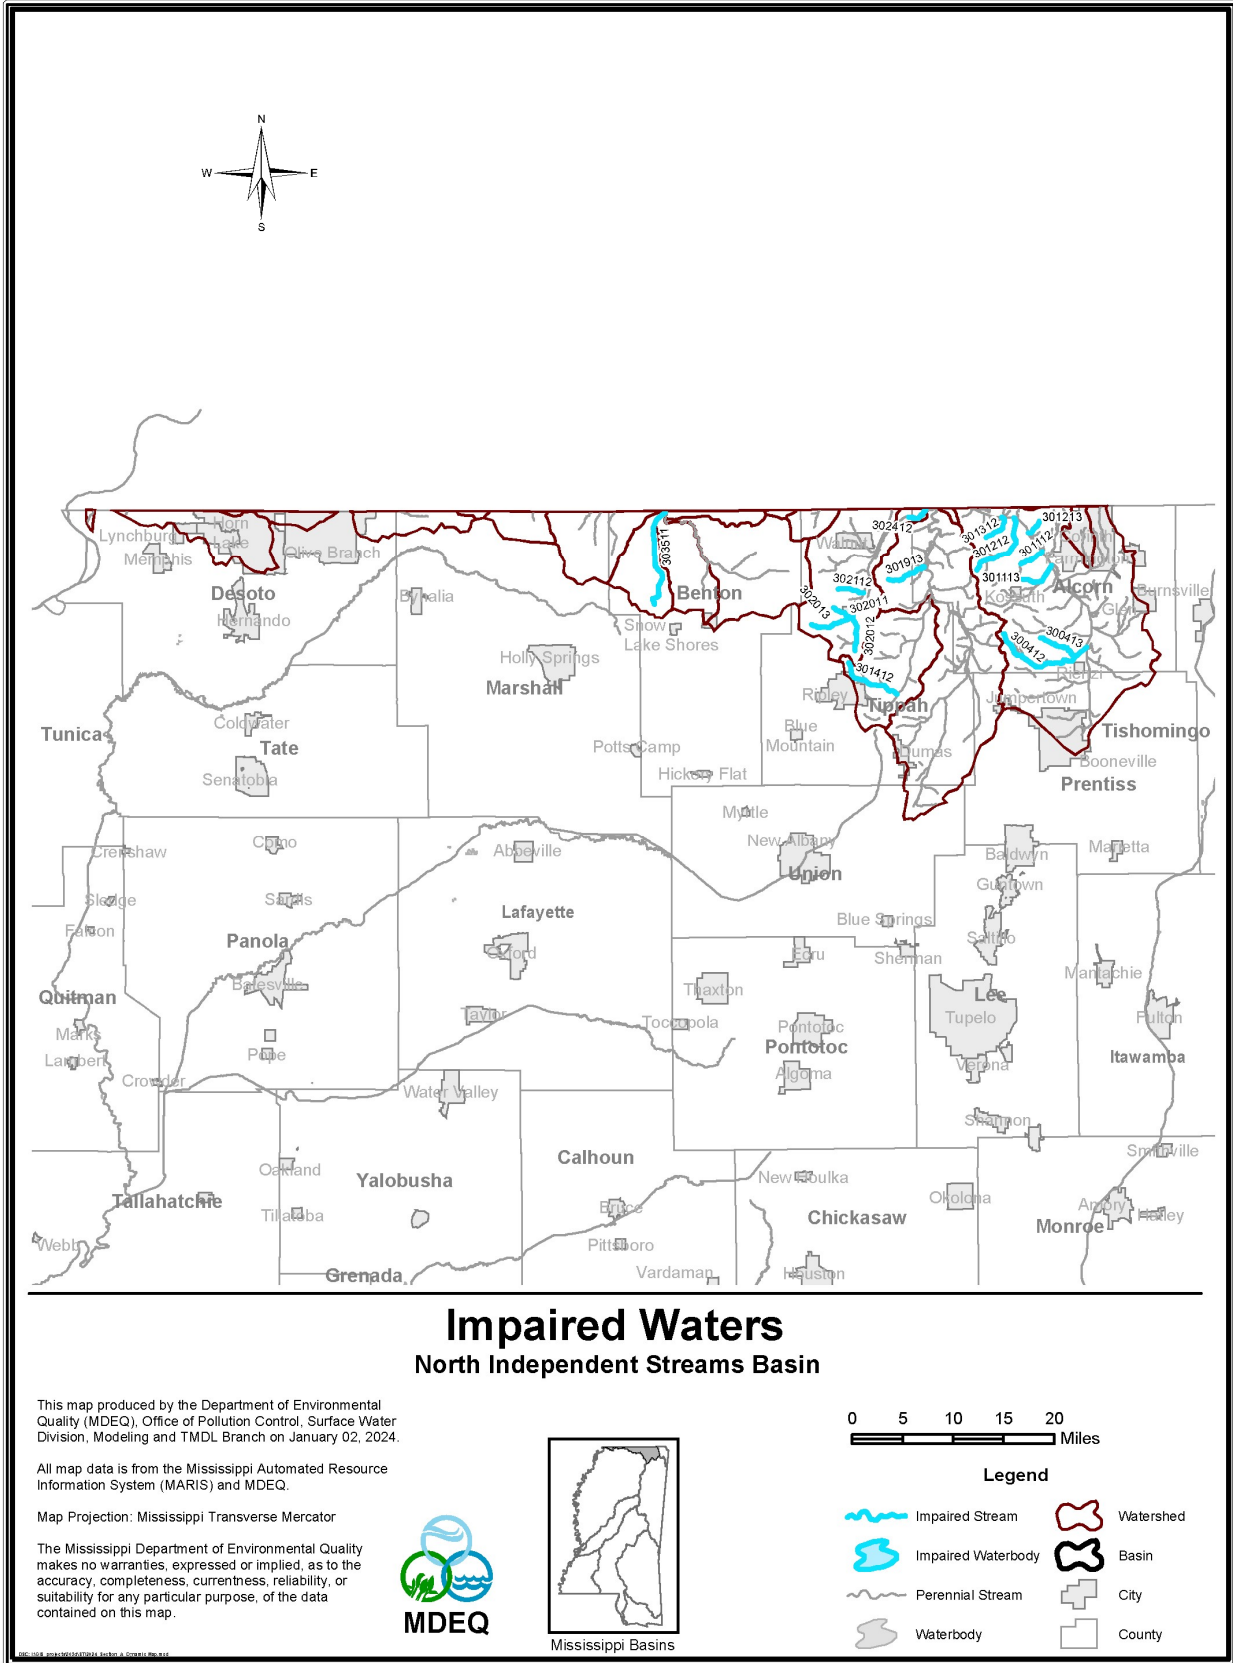 N
W E
S
Lynchburg
Horn
Lake
Memphis
Olive Branch
Desoto
Hernando
Byhalia
303511
Benton
Snow
Lake Shores
Holly Springs
Marshall
Walnut
302412
301913
302112
302011
302013
302012
301412
Ripley
Tippah
301312
301212
301213
301112
301113
Corinth
Farmington
Kossuth
Alcorn
Glen
Burnsville
300413
300412
Rienzi
Jumpertown
Tishomingo
Booneville
Prentiss
Tunica
Coldwater
Tate
Senatobia
Potts Camp
Blue
Mountain
Hickory Flat
Dumas
Myrtle
New Albany
Union
Baldwyn
Marietta
Guntown
Crenshaw
Como
Abbeville
Sledge
Sardis
Lafayette
Blue Springs
Saltillo
Falcon
Panola
Oxford
Ecru
Sherman
Mantachie
Batesville
Quitman
Thaxton
Lee
Tupelo
Fulton
Marks
Taylor
Toccopola
Pontotoc
Pontotoc
Itawamba
Lambert
Pope
Algoma
Verona
Crowder
Water Valley
Shannon
Smithville
Oakland
Yalobusha
Calhoun
New Houlka
Okolona
Tallahatchie
Tillatoba
Bruce
Chickasaw
Amory
Hatley
Monroe
Webb
Pittsboro
Grenada
Vardaman
Houston
Impaired Waters
North Independent Streams Basin
This map produced by the Department of Environmental
Quality (MDEQ), Office of Pollution Control, Surface Water
Division, Modeling and TMDL Branch on January 02, 2024.
All map data is from the Mississippi Automated Resource
Information System (MARIS) and MDEQ.
Map Projection: Mississippi Transverse Mercator
The Mississippi Department of Environmental Quality
makes no warranties, expressed or implied, as to the
accuracy, completeness, currentness, reliability, or
suitability for any particular purpose, of the data
contained on this map.
MDEQ
Mississippi Basins
0 5 10 15 20
Miles
Legend
Impaired Stream
Watershed
Impaired Waterbody
Basin
Perennial Stream
City
Waterbody
County